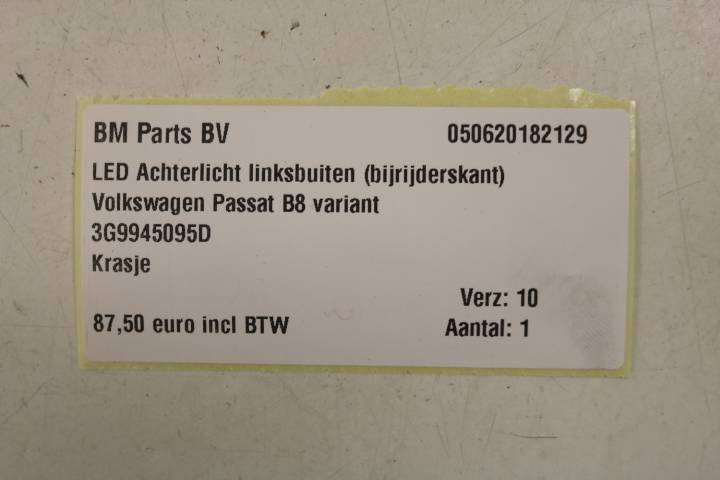 BM Parts BV 050620182129
LED Achterlicht linksbuiten (bijrijderskant)
Volkswagen Passat B8 variant
3G9945095D
Krasje
Verz: 10
87,50 euro incl BTW Aantal: 1